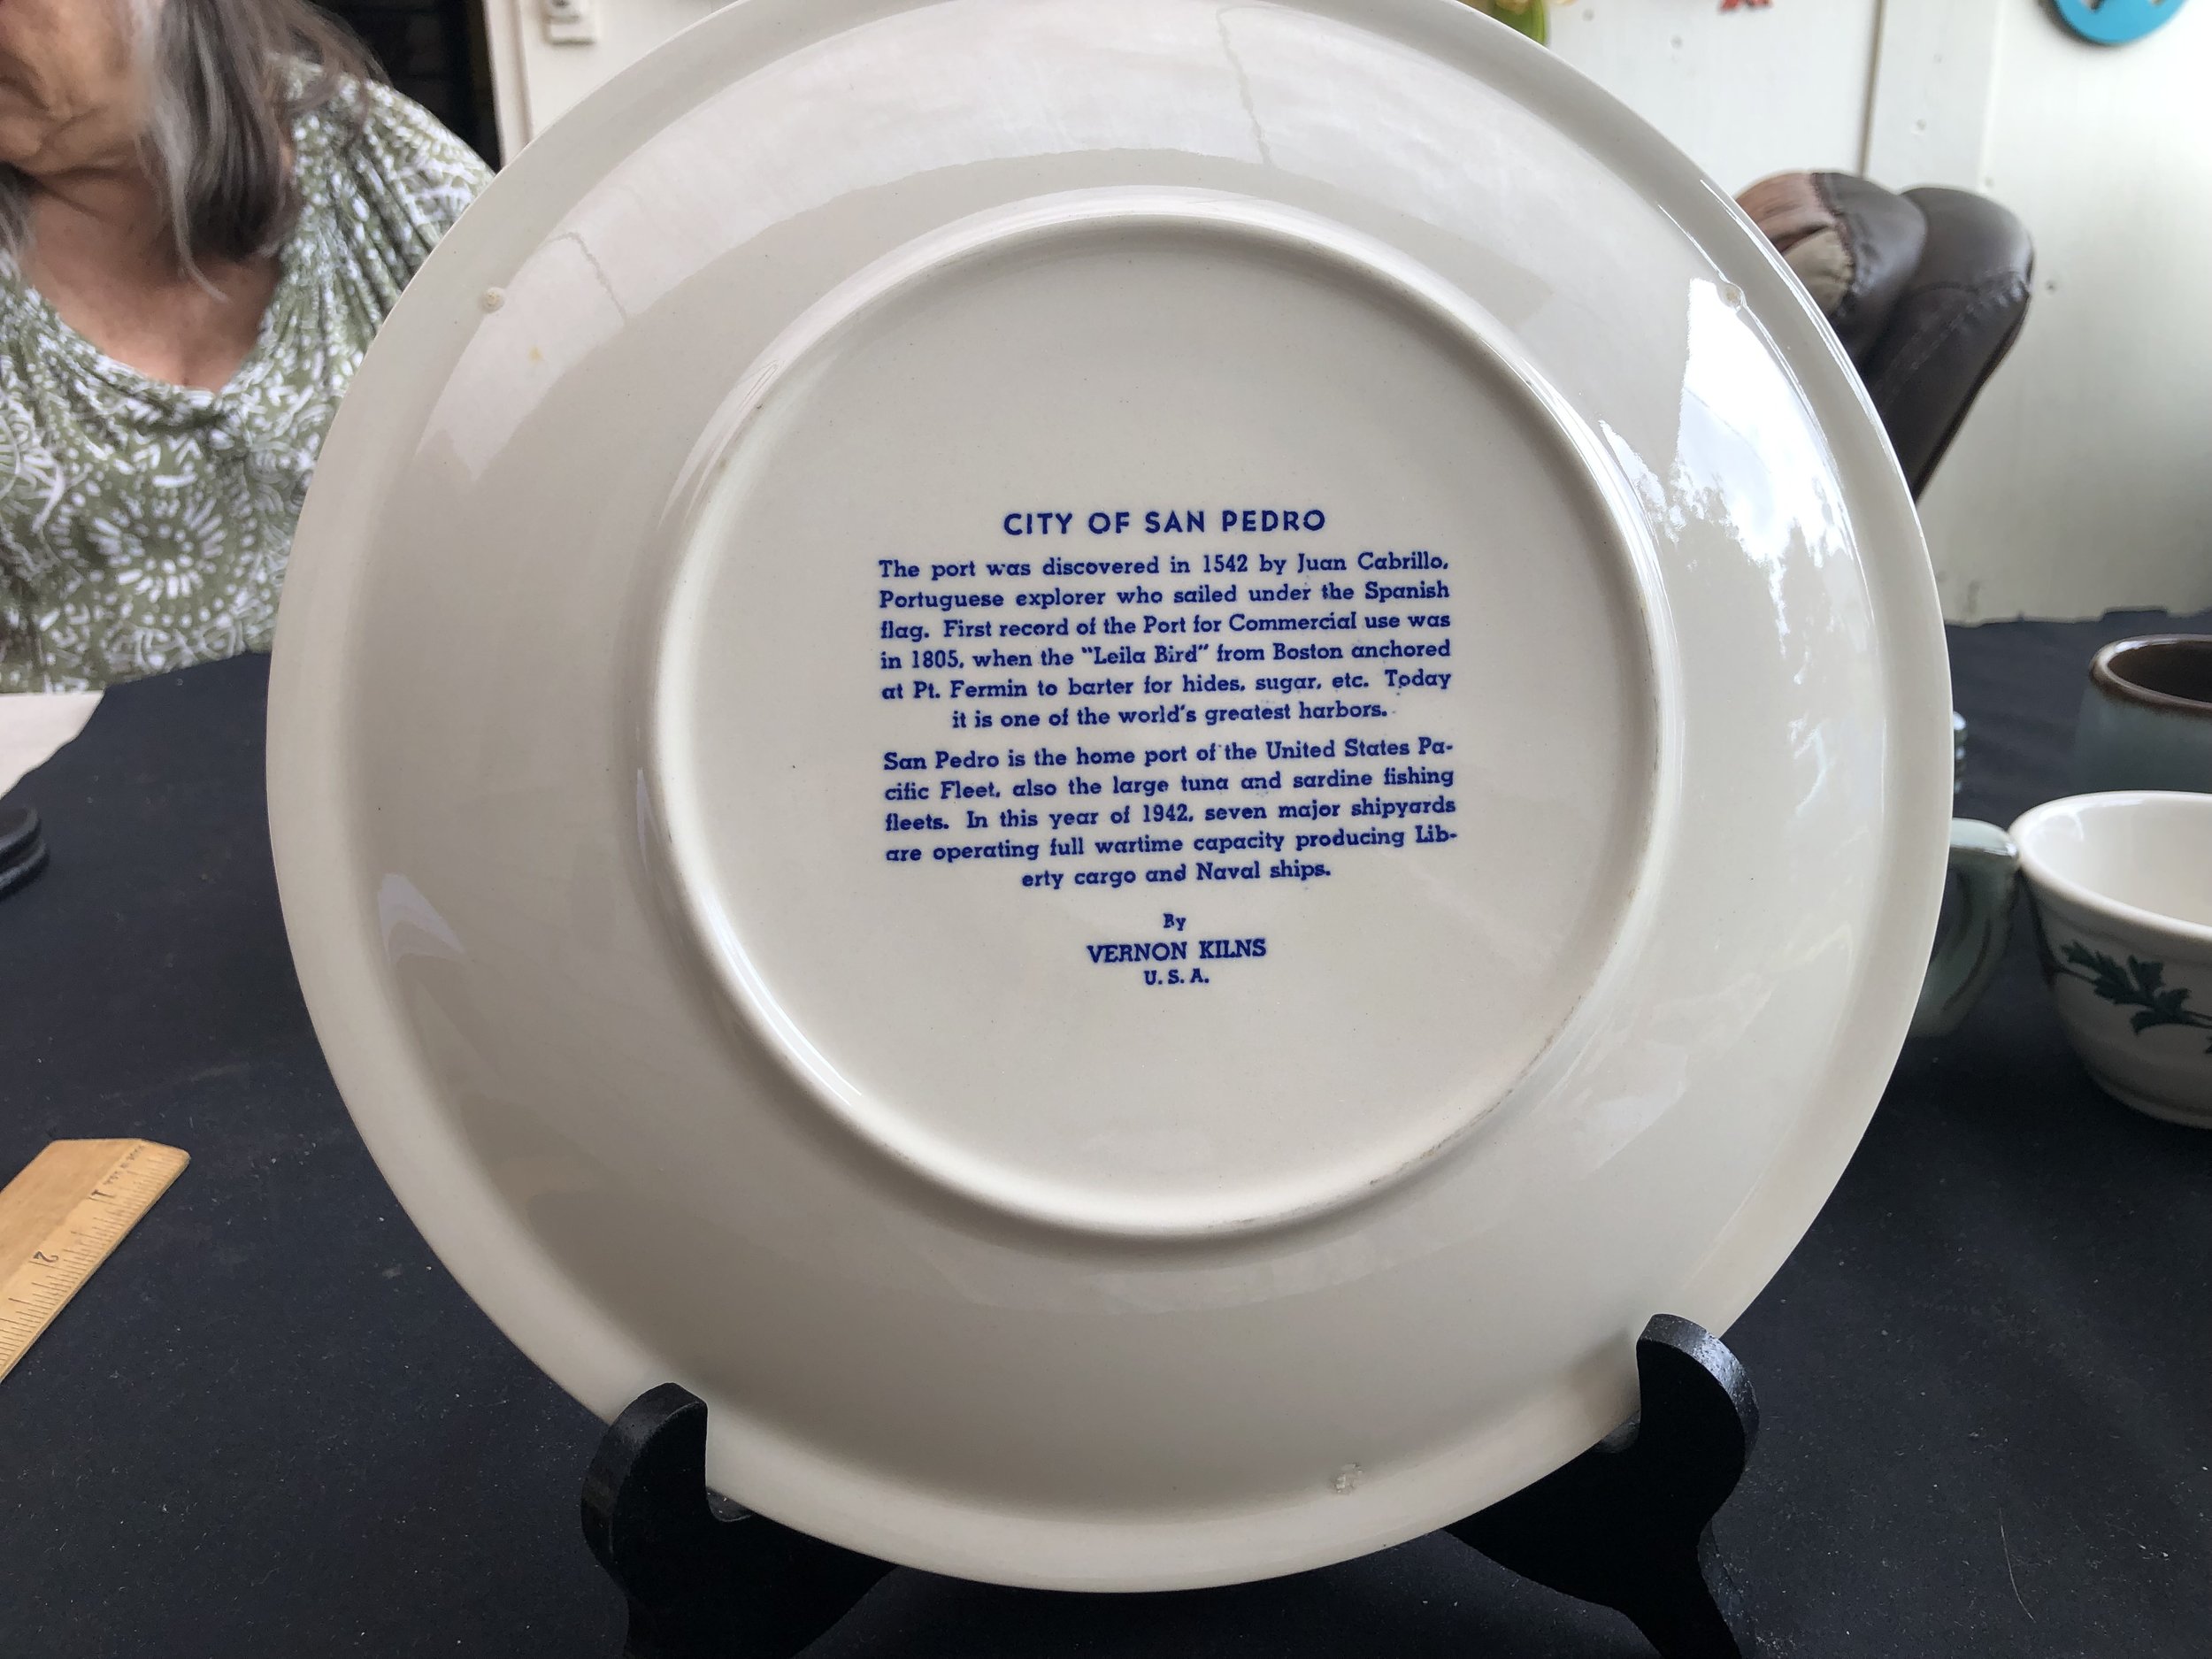 CITY OF SAN PEDRO
The port was discovered in 1542 by Juan Cabrillo,
Portuguese explorer who sailed under the Spanish
flag. First record of the Port for Commercial use was
in 1805, when the "Leila Bird" from Boston anchored
at Pt. Fermin to barter for hides, sugar, etc. Today
it is one of the world's greatest harbors.
San Pedro is the home port of the United States Pa-
cific Fleet, also the large tuna and sardine fishing
fleets. In this year of 1942, seven major shipyards
are operating full wartime capacity producing Lib-
erty cargo and Naval ships.
By
VERNON KILNS
U. S. A.
1
2